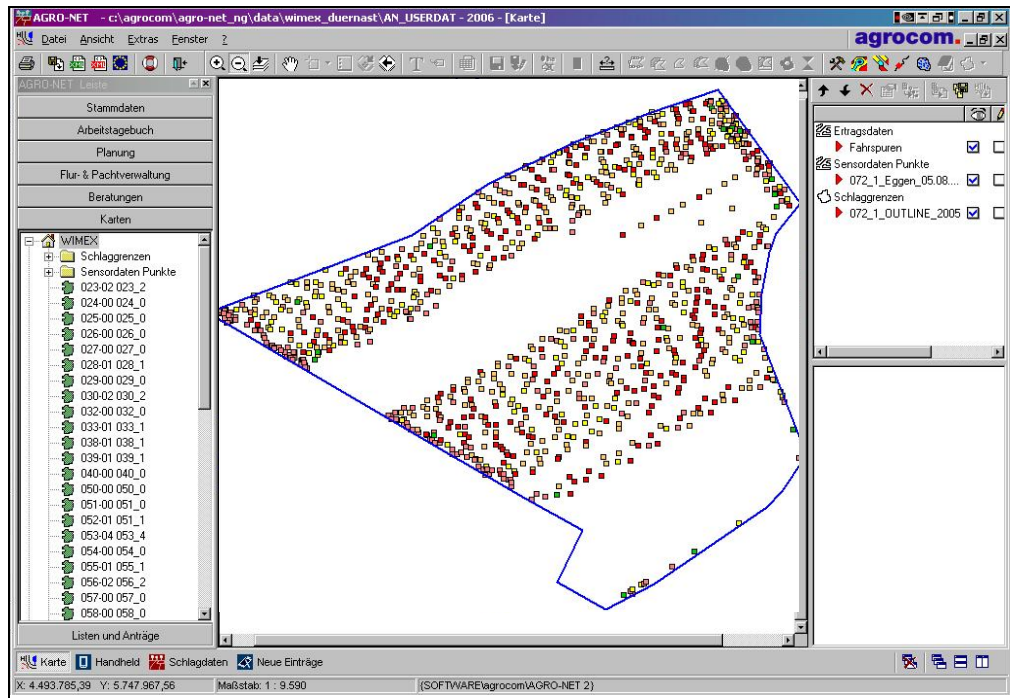 AGRO-NET - c:\agrocom\agro-net_ng\data\wimex_duernast\AN_USERDAT - 2006 - [Karte]
Datei Ansicht Extras Fenster ?
agrocom.
AGRO-NET Leiste
Stammdaten
Arbeitstagebuch
Planung
Flur- & Pachtverwaltung
Beratungen
Karten
WIMEX
Schlaggrenzen
Sensordaten Punkte
023-02 023_2
024-00 024_0
025-00 025_0
026-00 026_0
027-00 027_0
028-01 028_1
029-00 029_0
030-02 030_2
032-00 032_0
033-01 033_1
038-01 038_1
039-01 039_1
040-00 040_0
050-00 050_0
051-00 051_0
052-01 051_1
053-04 053_4
054-00 054_0
055-01 055_1
056-02 056_2
057-00 057_0
058-00 058_0
Listen und Anträge
Ertragsdaten
Fahrspuren
Sensordaten Punkte
072_1_Eggen_05.08....
Schlaggrenzen
072_1_OUTLINE_2005
Karte Handheld Schlagdaten Neue Einträge
X: 4.493.785,39 Y: 5.747.967,56 Maßstab: 1 : 9.590 {SOFTWARE\agrocom\AGRO-NET 2}